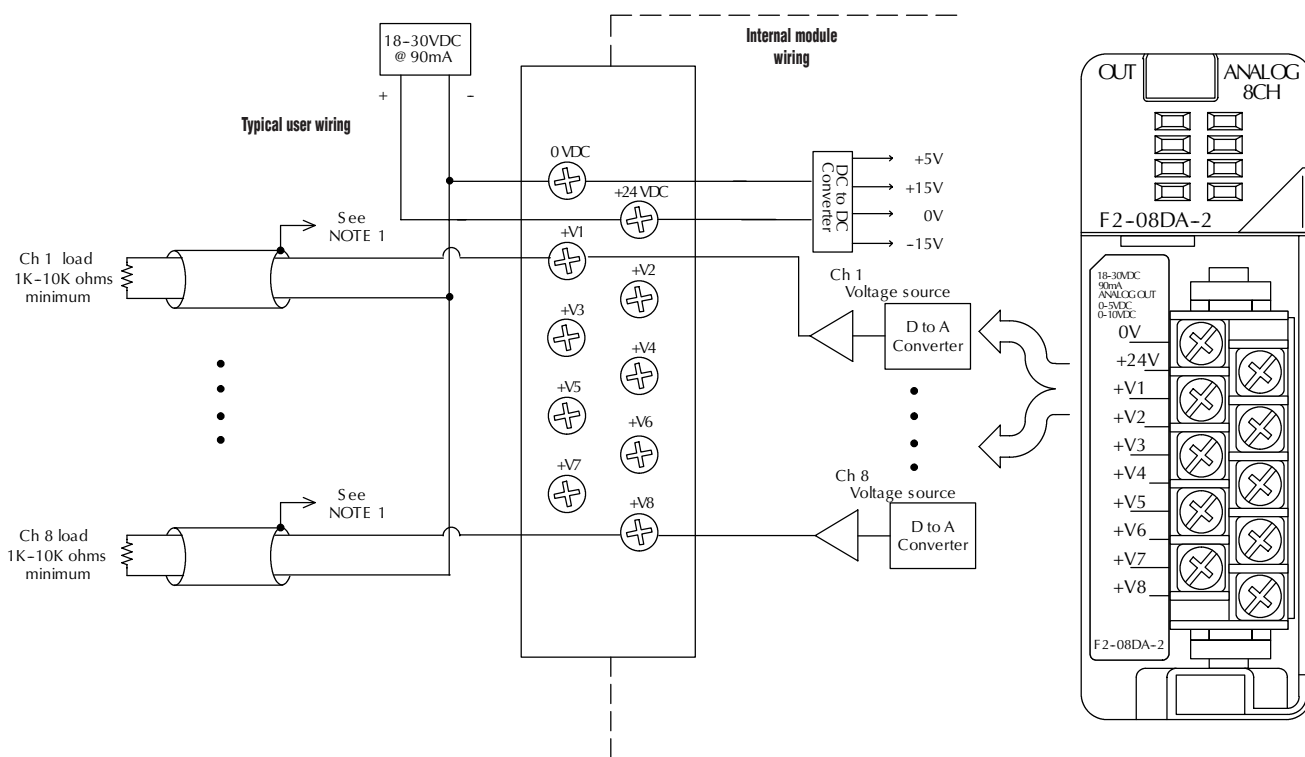 18-30VDC
@ 90mA
+
-
Typical user wiring
Internal module
wiring
0 VDC
+24 VDC
DC to DC
Converter
+5V
+15V
0V
-15V
See
NOTE 1
Ch 1 load
1K-10K ohms
minimum
+V1
+V2
+V3
+V4
+V5
+V6
+V7
+V8
Ch 1
Voltage source
D to A
Converter
See
NOTE 1
Ch 8 load
1K-10K ohms
minimum
Ch 8
Voltage source
D to A
Converter
OUT
ANALOG
8CH
F2-08DA-2
18-30VDC
90mA
ANALOG OUT
0-5VDC
0-10VDC
0V
+24V
+V1
+V2
+V3
+V4
+V5
+V6
+V7
+V8
F2-08DA-2